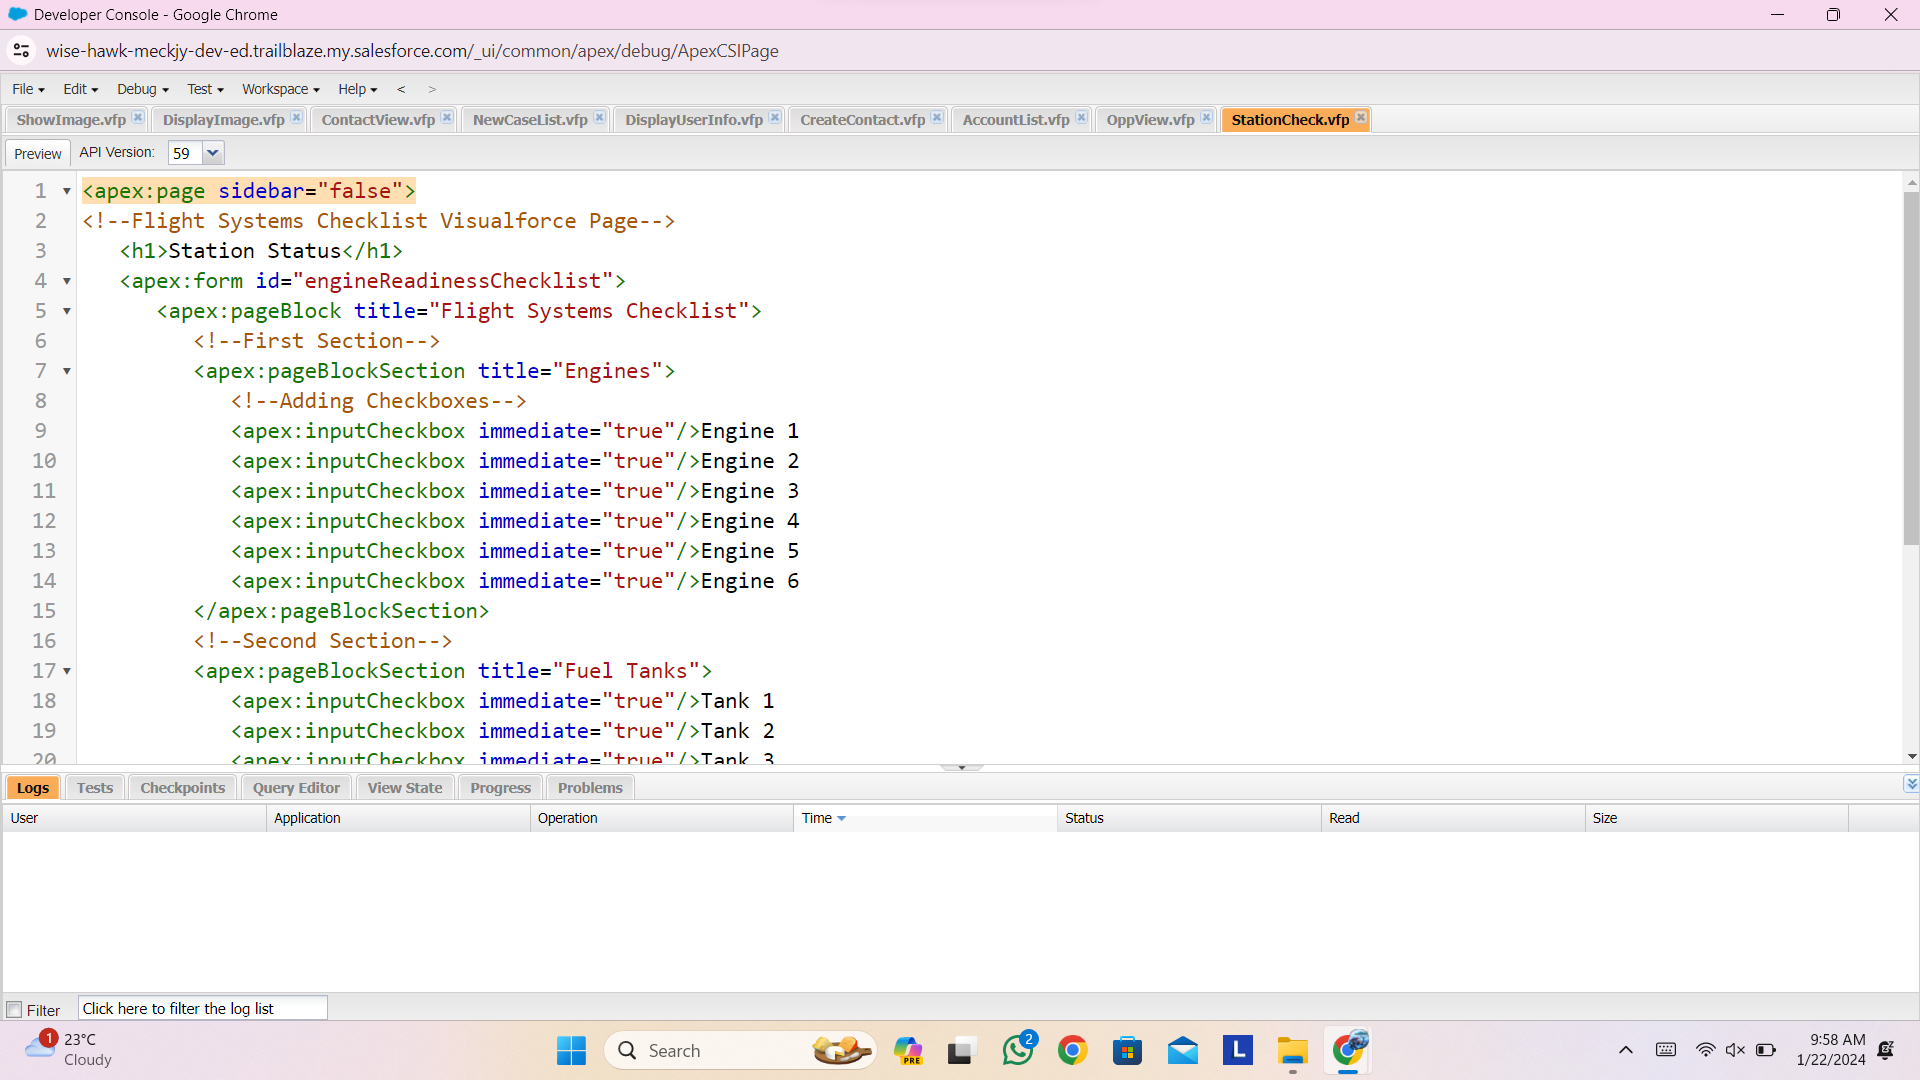 Developer Console - Google Chrome
wise-hawk-meckjy-dev-ed.trailblaze.my.salesforce.com/_ui/common/apex/debug/ApexCSIPage
File Edit Debug Test Workspace Help < >
ShowImage.vfp DisplayImage.vfp ContactView.vfp NewCaseList.vfp DisplayUserInfo.vfp CreateContact.vfp AccountList.vfp OppView.vfp StationCheck.vfp
Preview API Version: 59
1 <apex:page sidebar="false">
2 <!--Flight Systems Checklist Visualforce Page-->
3 <h1>Station Status</h1>
4 <apex:form id="engineReadinessChecklist">
5 <apex:pageBlock title="Flight Systems Checklist">
6 <!--First Section-->
7 <apex:pageBlockSection title="Engines">
8 <!--Adding Checkboxes-->
9 <apex:inputCheckbox immediate="true"/>Engine 1
10 <apex:inputCheckbox immediate="true"/>Engine 2
11 <apex:inputCheckbox immediate="true"/>Engine 3
12 <apex:inputCheckbox immediate="true"/>Engine 4
13 <apex:inputCheckbox immediate="true"/>Engine 5
14 <apex:inputCheckbox immediate="true"/>Engine 6
15 </apex:pageBlockSection>
16 <!--Second Section-->
17 <apex:pageBlockSection title="Fuel Tanks">
18 <apex:inputCheckbox immediate="true"/>Tank 1
19 <apex:inputCheckbox immediate="true"/>Tank 2
20 <apex:inputCheckbox immediate="true"/>Tank 3
Logs Tests Checkpoints Query Editor View State Progress Problems
User Application Operation Time Status Read Size
Filter Click here to filter the log list
1 23°C
Cloudy
Search
PRE
2
L
9:58 AM
1/22/2024